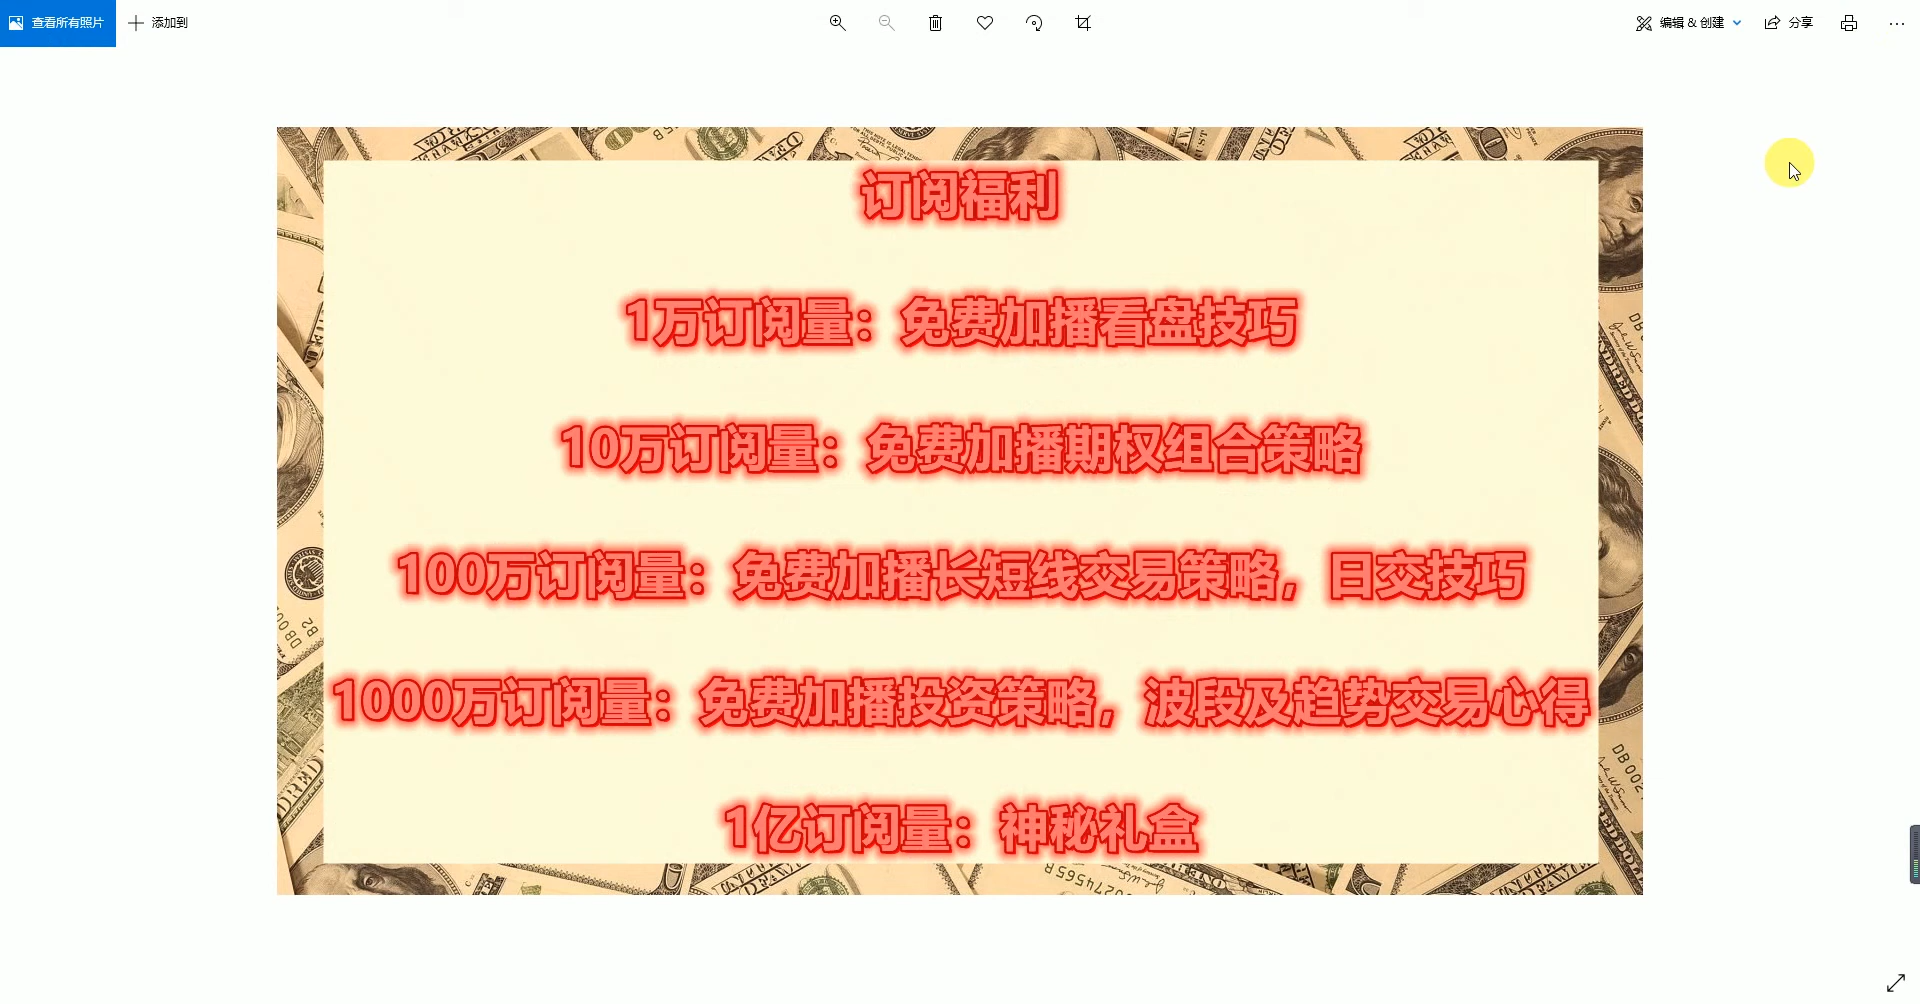 查看所有照片 添加到 编辑 & 创建 分享
订阅福利
1万订阅量：免费加播看盘技巧
10万订阅量：免费加播期权组合策略
100万订阅量：免费加播长短线交易策略，日交技巧
1000万订阅量：免费加播投资策略，波段及趋势交易心得
1亿订阅量：神秘礼盒